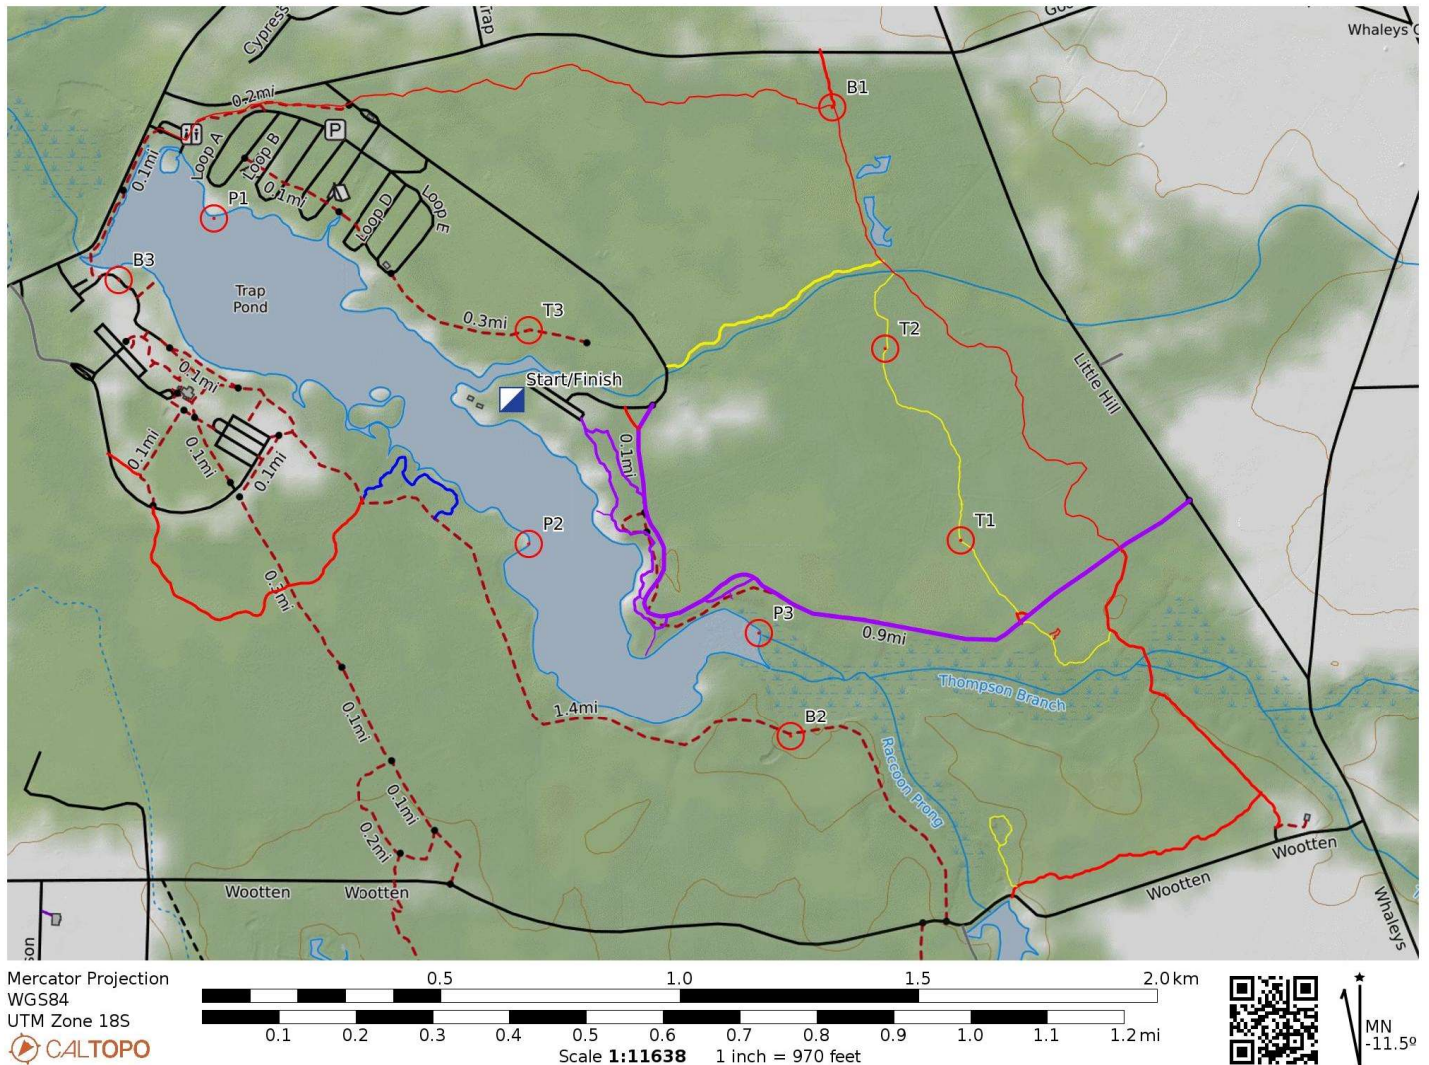 Cypress
Trap
Goo
Whaleys C
0.2mi
B1
P
Loop A
Loop B
0.1mi
0.1mi
Loop D
Loop E
P1
B3
Trap
Pond
0.3mi
T3
T2
Start/Finish
Little Hill
0.1mi
0.1mi
0.1mi
0.1mi
0.1mi
P2
T1
0.3mi
P3
0.9mi
Thompson Branch
1.4mi
B2
0.1mi
Raccoon Prong
0.1mi
0.2mi
Wootten
Wootten
Wootten
Wootten
Whaleys
son
Mercator Projection
WGS84
UTM Zone 18S
CALTOPO
0.5 1.0 1.5 2.0 km
0.1 0.2 0.3 0.4 0.5 0.6 0.7 0.8 0.9 1.0 1.1 1.2 mi
Scale 1:11638 1 inch = 970 feet
MN
-11.5º